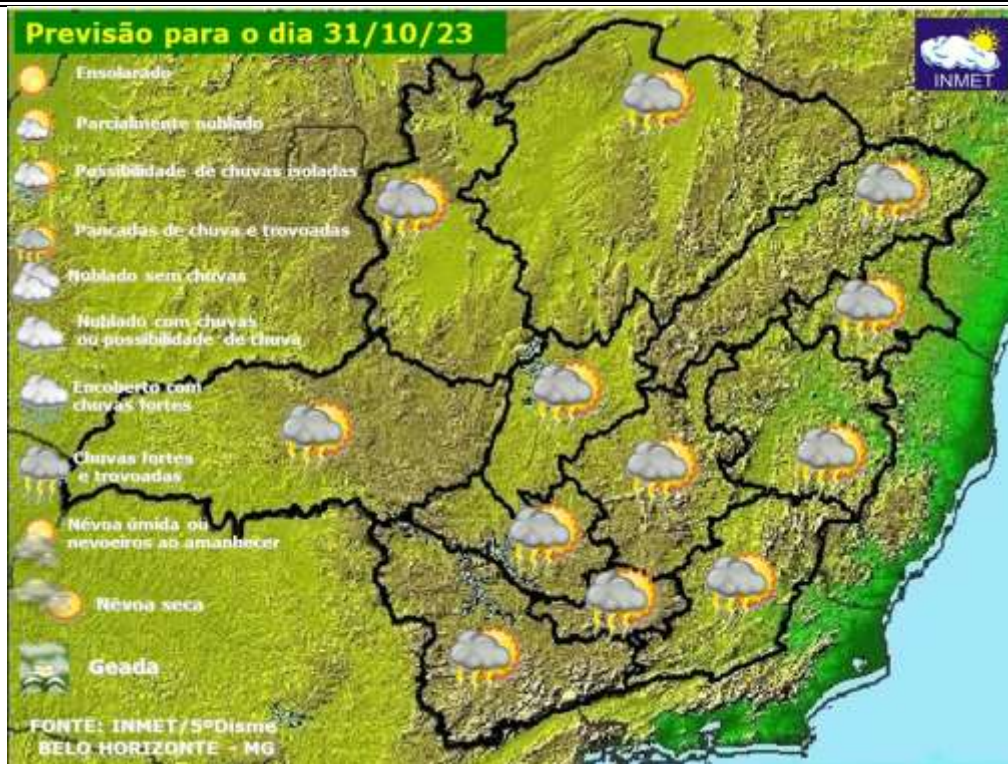 Previsão para o dia 31/10/23
INMET
Ensolarado
Parcialmente nublado
Possibilidade de chuvas isoladas
Pancadas de chuva e trovoadas
Noblado sem chuvas
Nublado com chuvas
ou possibilidade de chuva
Encoberto com
chuvas fortes
Chuvas fortes
e trovoadas
Névoa úmida ou
nevoeiros ao amanhecer
Névoa seca
Geada
FONTE: INMET/5ºDisme
BELO HORIZONTE - MG